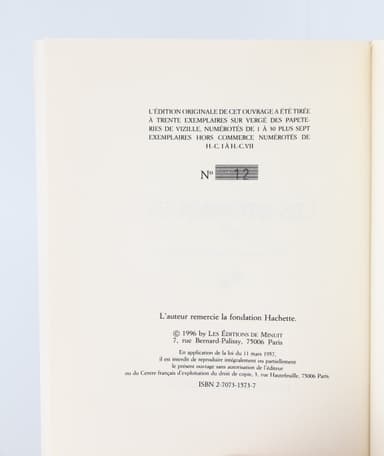 L'ÉDITION ORIGINALE DE CET OUVRAGE A ÉTÉ TIRÉE
À TRENTE EXEMPLAIRES SUR VERGÉ DES PAPETE-
RIES DE VIZILLE, NUMÉROTÉS DE 1 À 30 PLUS SEPT
EXEMPLAIRES HORS COMMERCE NUMÉROTÉS DE
H.-C. I À H.-C. VII
N° 12
L'auteur remercie la fondation Hachette.
© 1996 by LES ÉDITIONS DE MINUIT
7, rue Bernard-Palissy, 75006 Paris
En application de la loi du 11 mars 1957,
il est interdit de reproduire intégralement ou partiellement
le présent ouvrage sans autorisation de l'éditeur
ou du Centre français d'exploitation du droit de copie, 3, rue Hautefeuille, 75006 Paris.
ISBN 2-7073-1573-7